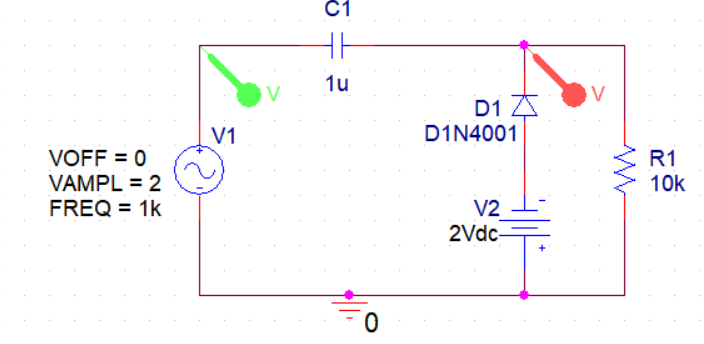 C1
1u
V
V
V1
VOFF = 0
VAMPL = 2
FREQ = 1k
+
-
D1
D1N4001
R1
10k
V2
2Vdc
-
+
0